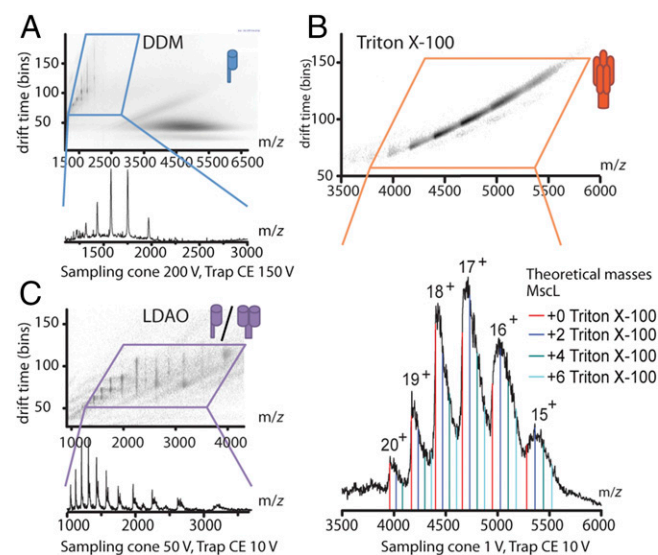 A
DDM
drift time (bins)
150
100
50
m/z
1500 2500 3500 4500 5500 6500
1000 2000 3000
Sampling cone 200 V, Trap CE 150 V
B
Triton X-100
drift time (bins)
150
100
50
m/z
3500 4000 4500 5000 5500 6000
Theoretical masses
MscL
+0 Triton X-100
+2 Triton X-100
+4 Triton X-100
+6 Triton X-100
20+
19+
18+
17+
16+
15+
m/z
3500 4000 4500 5000 5500 6000
Sampling cone 1 V, Trap CE 10 V
C
LDAO
drift time (bins)
150
100
50
m/z
1000 2000 3000 4000
1000 2000 3000
m/z
Sampling cone 50 V, Trap CE 10 V